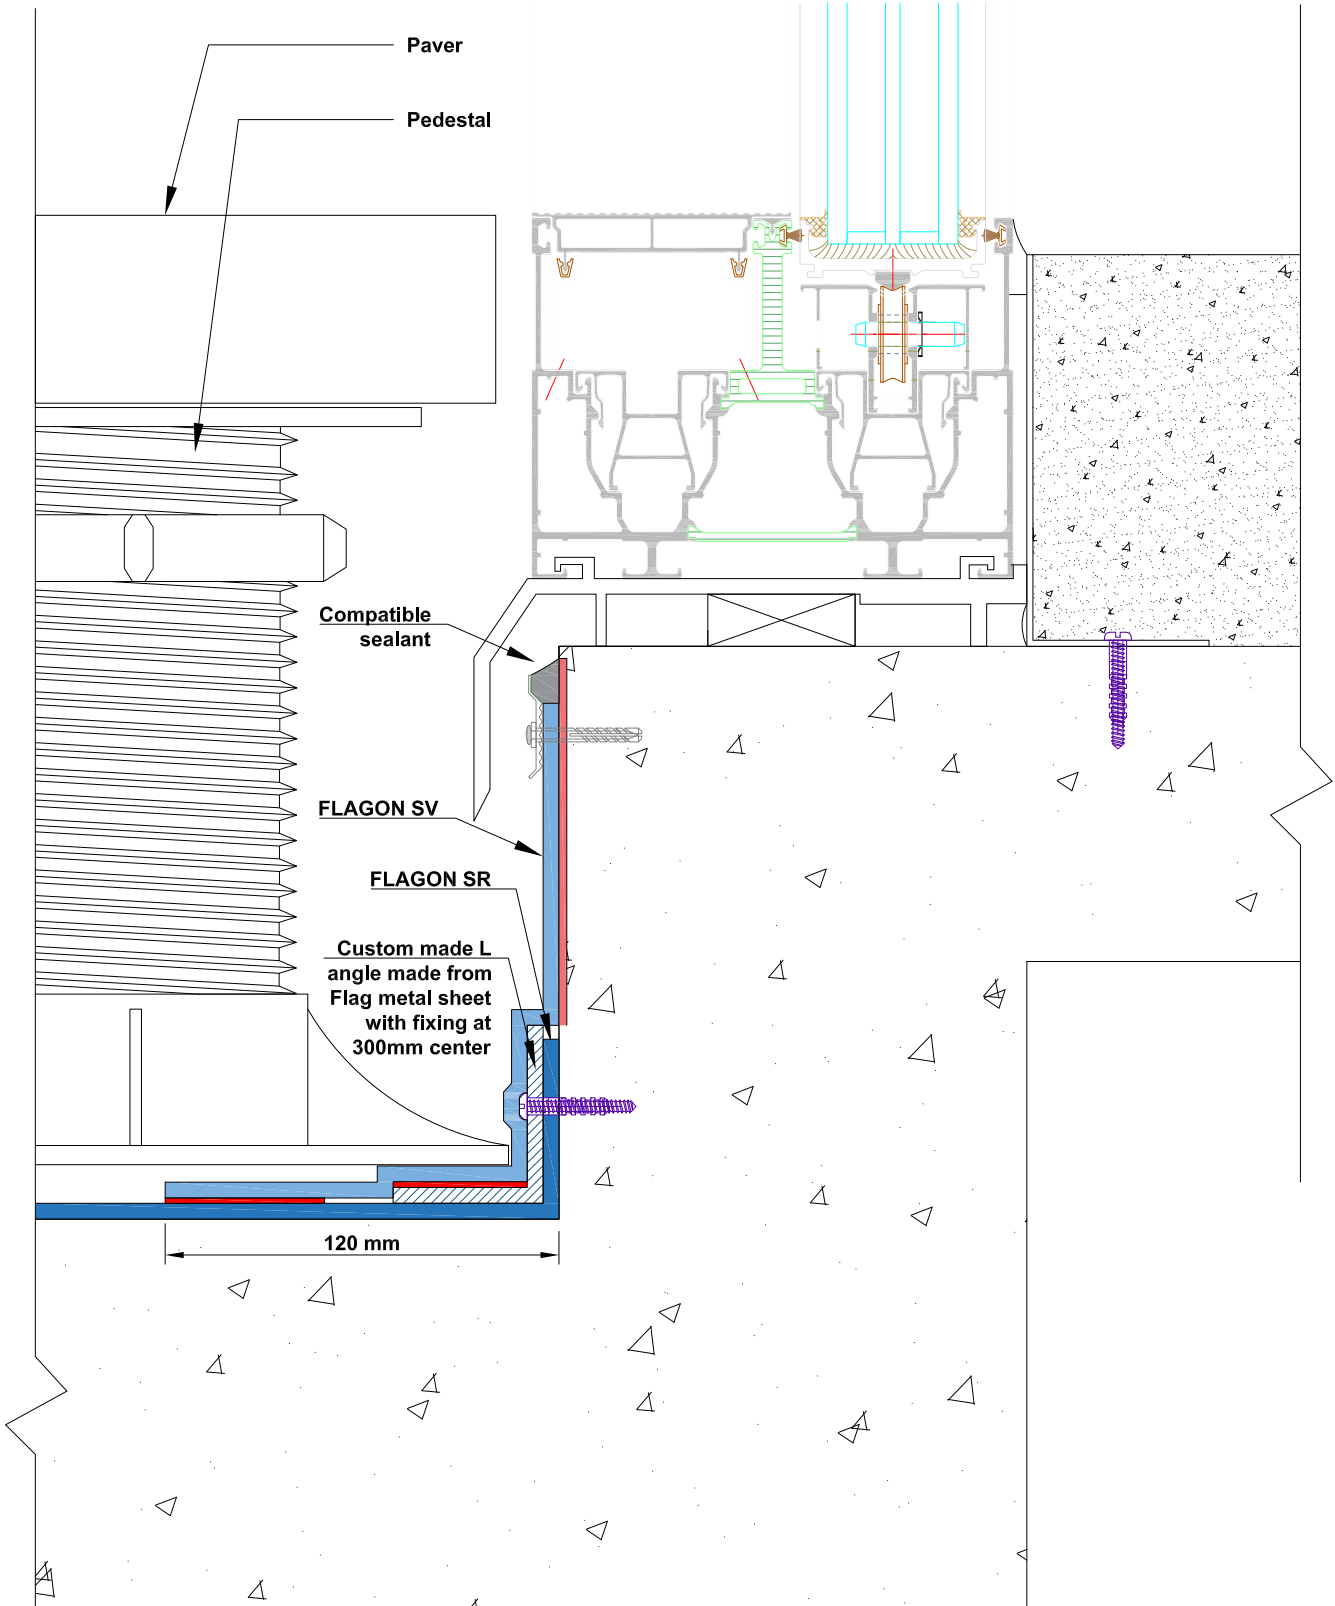 Paver
Pedestal
Compatible
sealant
FLAGON SV
FLAGON SR
Custom made L
angle made from
Flag metal sheet
with fixing at
300mm center
120 mm